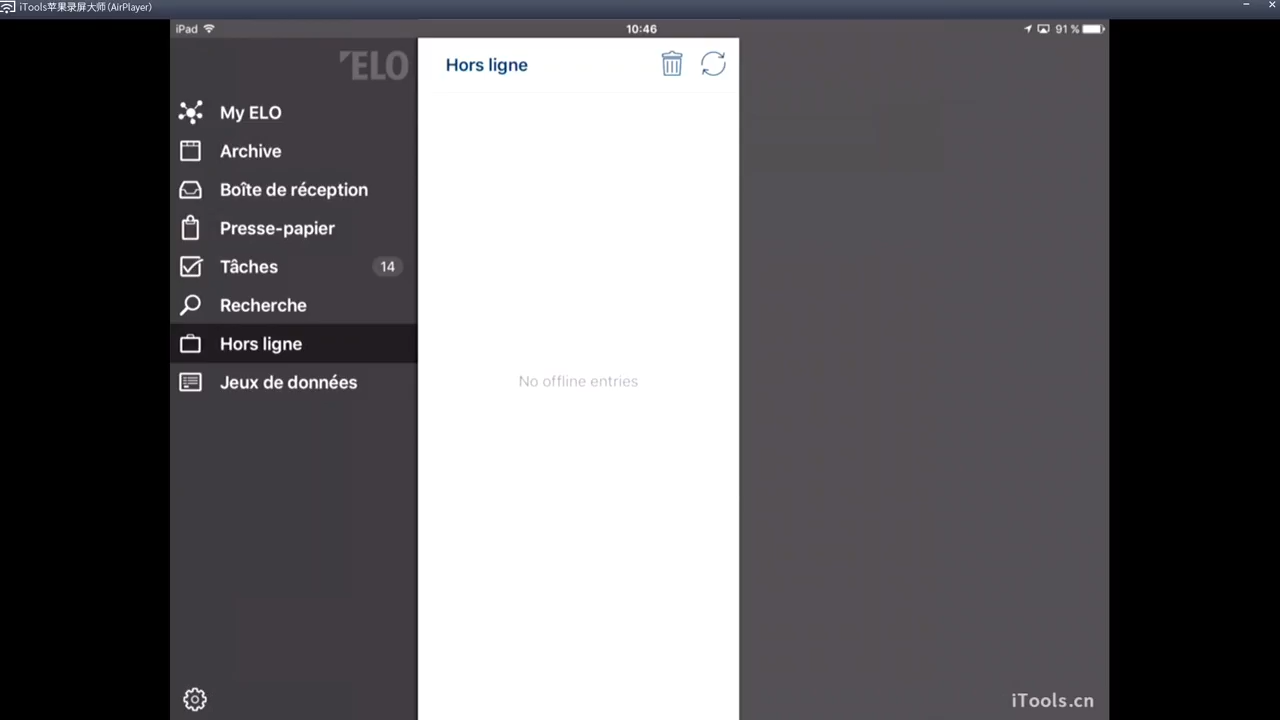 iTools苹果录屏大师(AirPlayer)
iPad 10:46 91 %
ELO
Hors ligne
My ELO
Archive
Boîte de réception
Presse-papier
Tâches 14
Recherche
Hors ligne
Jeux de données
No offline entries
iTools.cn